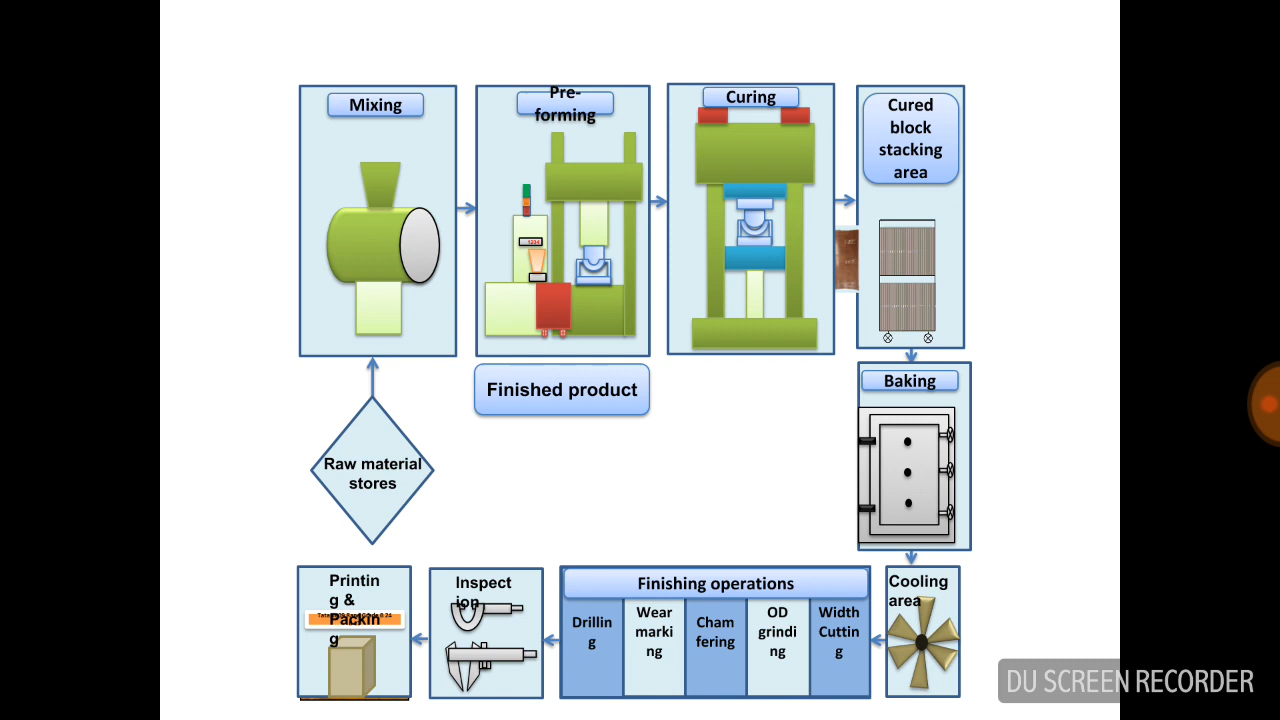 Mixing
Pre-
forming
Curing
Cured
block
stacking
area
1234
Finished product
Baking
Raw material
stores
Printin
g &
Packin
g
Inspect
ion
Finishing operations
Drillin
g
Wear
marki
ng
Cham
fering
OD
grindi
ng
Width
Cuttin
g
Cooling
area
DU SCREEN RECORDER